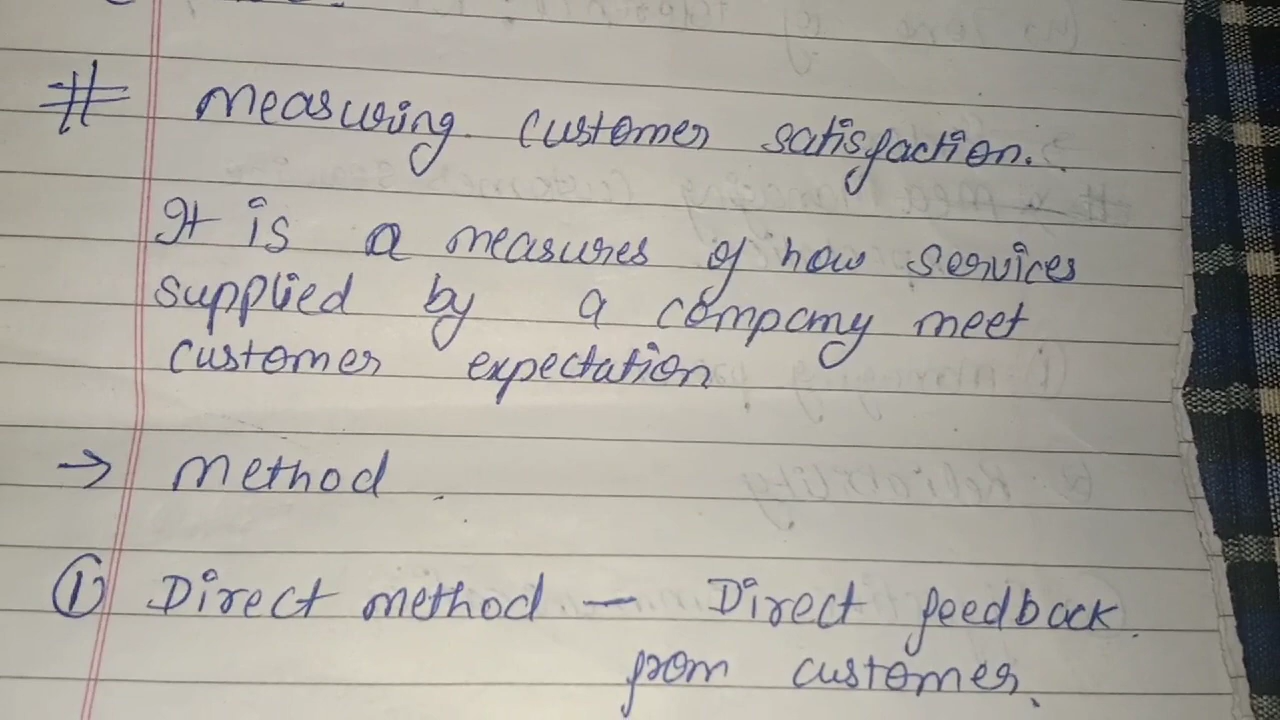 # Measuring customer satisfaction.
It is a measures of how services
supplied by a company meet
customer expectation
→ Method
① Direct method - Direct feedback
from customer.